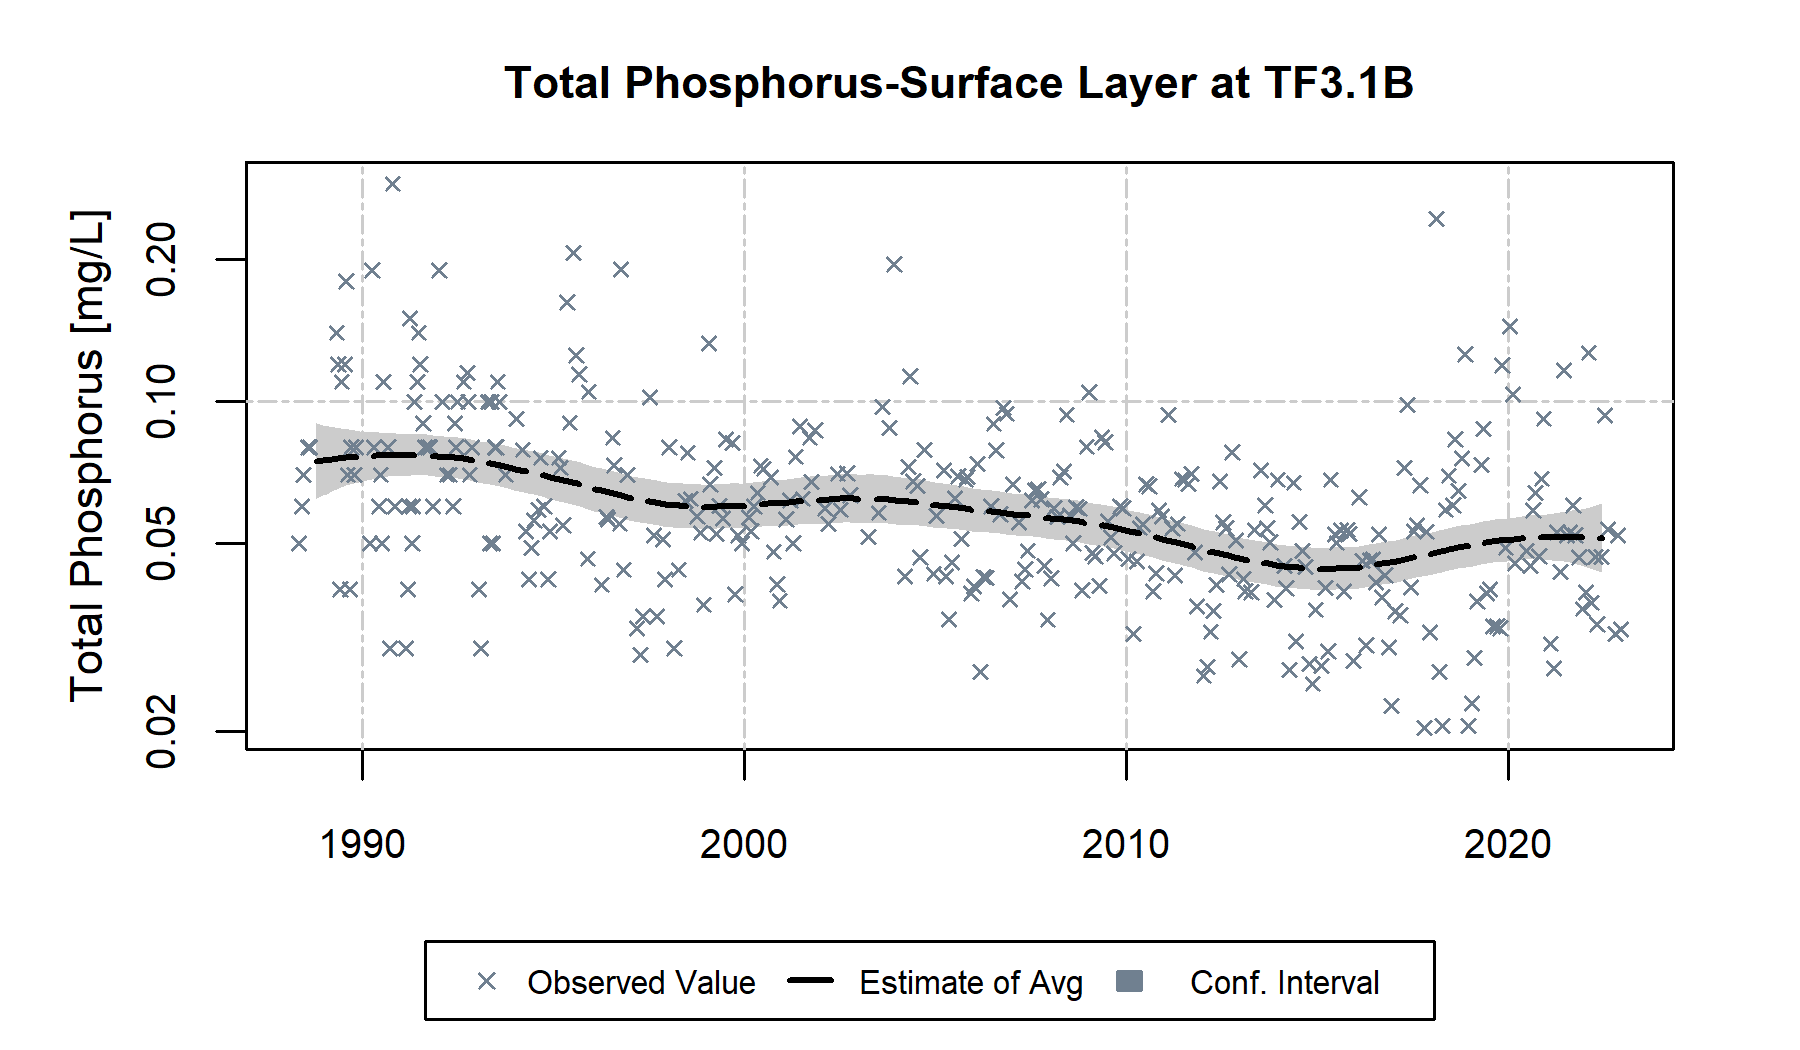 Total Phosphorus-Surface Layer at TF3.1B
Total Phosphorus [mg/L]
0.20
0.10
0.05
0.02
1990 2000 2010 2020
Observed Value Estimate of Avg Conf. Interval